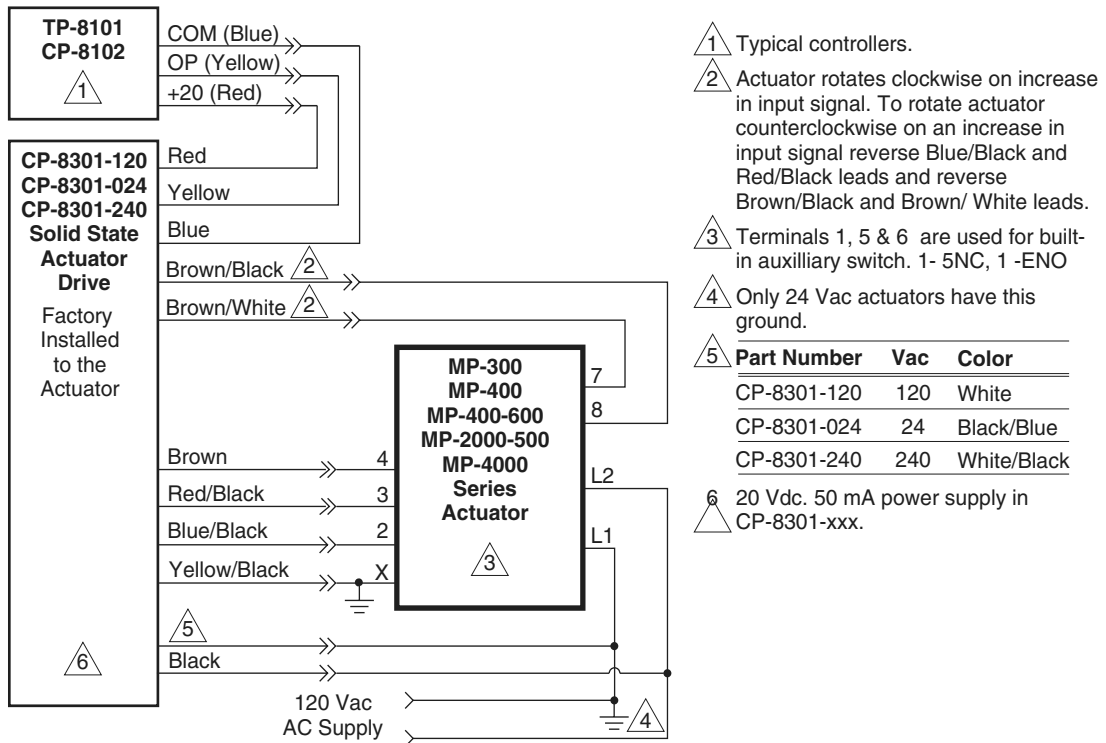 TP-8101
CP-8102
1
COM (Blue)
OP (Yellow)
+20 (Red)
CP-8301-120
CP-8301-024
CP-8301-240
Solid State
Actuator
Drive
Factory
Installed
to the
Actuator
6
Red
Yellow
Blue
Brown/Black 2
Brown/White 2
Brown
Red/Black
Blue/Black
Yellow/Black
5
Black
4
3
2
X
MP-300
MP-400
MP-400-600
MP-2000-500
MP-4000
Series
Actuator
3
7
8
L2
L1
120 Vac
AC Supply
4
1 Typical controllers.
2 Actuator rotates clockwise on increase
in input signal. To rotate actuator
counterclockwise on an increase in
input signal reverse Blue/Black and
Red/Black leads and reverse
Brown/Black and Brown/ White leads.
3 Terminals 1, 5 & 6 are used for built-
in auxilliary switch. 1- 5NC, 1 -ENO
4 Only 24 Vac actuators have this
ground.
5 Part Number Vac Color
CP-8301-120 120 White
CP-8301-024 24 Black/Blue
CP-8301-240 240 White/Black
6 20 Vdc. 50 mA power supply in
CP-8301-xxx.